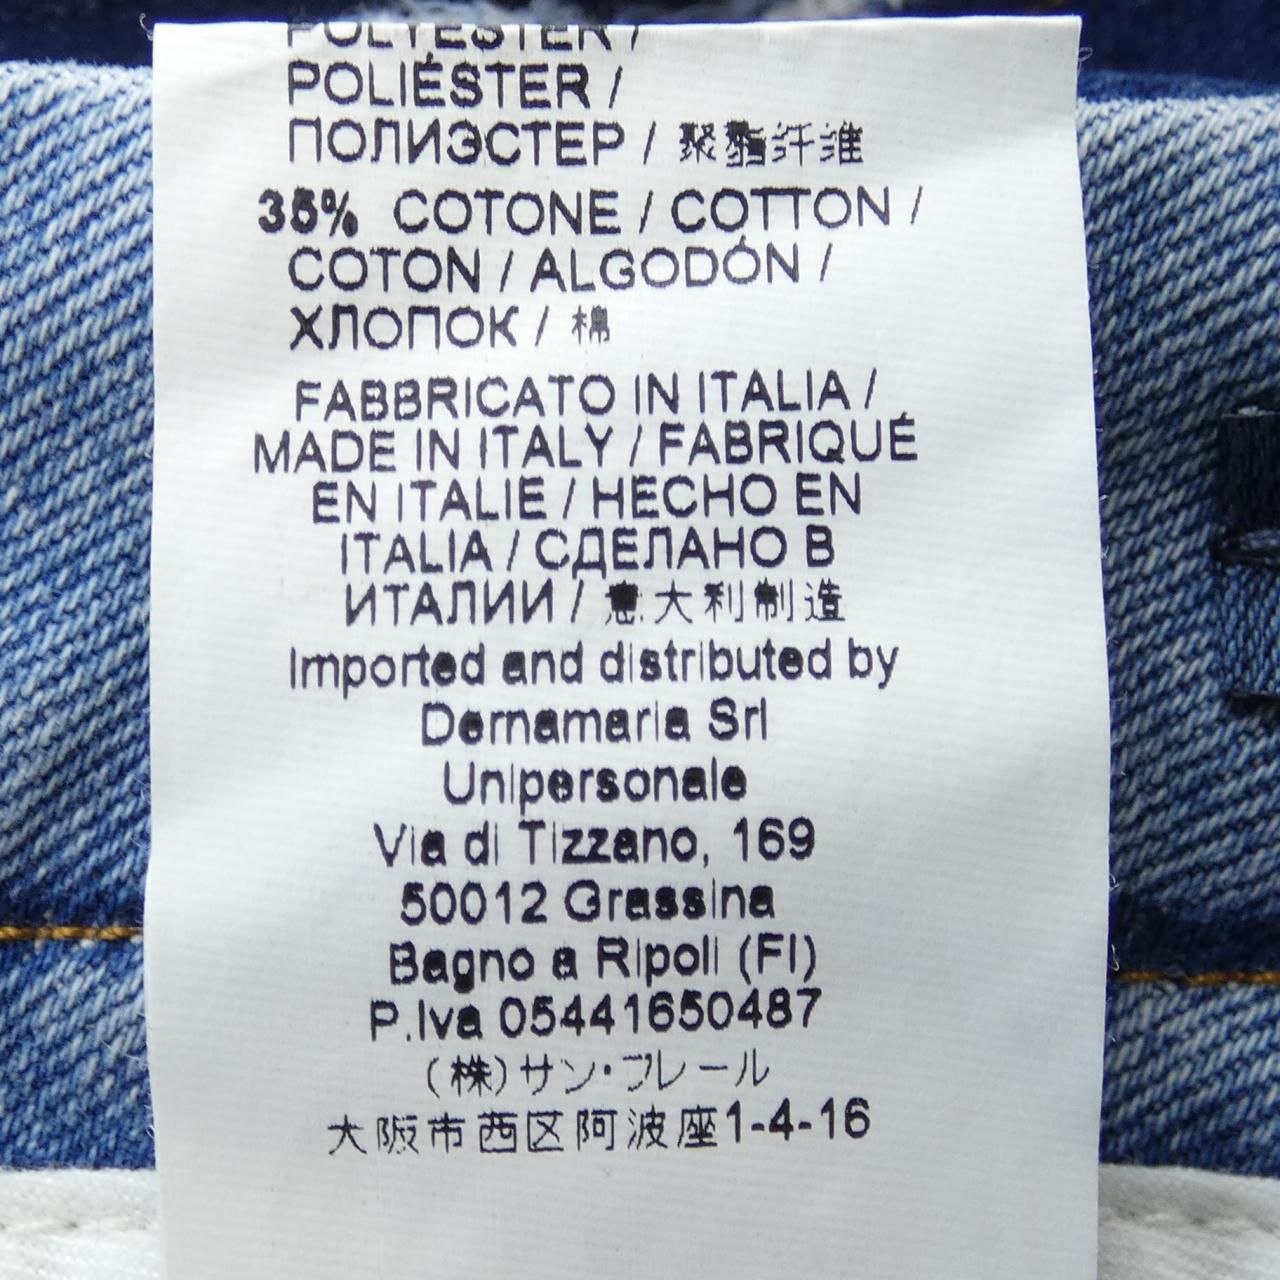 POLYESTER /
POLIÉSTER /
ПОЛИЭСТЕР / 聚酯纤维
35% COTONE / COTTON /
COTON / ALGODÓN /
ХЛОПОК / 棉
FABBRICATO IN ITALIA /
MADE IN ITALY / FABRIQUÉ
EN ITALIE / HECHO EN
ITALIA / СДЕЛАНО В
ИТАЛИИ / 意大利制造
Imported and distributed by
Dernamaria Srl
Unipersonale
Via di Tizzano, 169
50012 Grassina
Bagno a Ripoli (FI)
P.Iva 05441650487
(株)サン・フレール
大阪市西区阿波座1-4-16